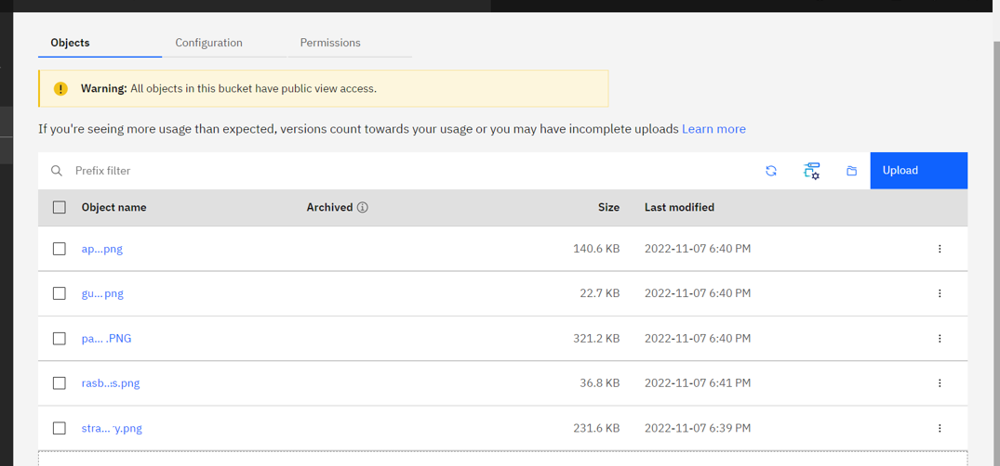 Objects Configuration Permissions
Warning: All objects in this bucket have public view access.
If you're seeing more usage than expected, versions count towards your usage or you may have incomplete uploads Learn more
Prefix filter Upload
Object name Archived Size Last modified
ap...png 140.6 KB 2022-11-07 6:40 PM
gu... png 22.7 KB 2022-11-07 6:40 PM
pa... .PNG 321.2 KB 2022-11-07 6:40 PM
rasb...s.png 36.8 KB 2022-11-07 6:41 PM
stra... y.png 231.6 KB 2022-11-07 6:39 PM